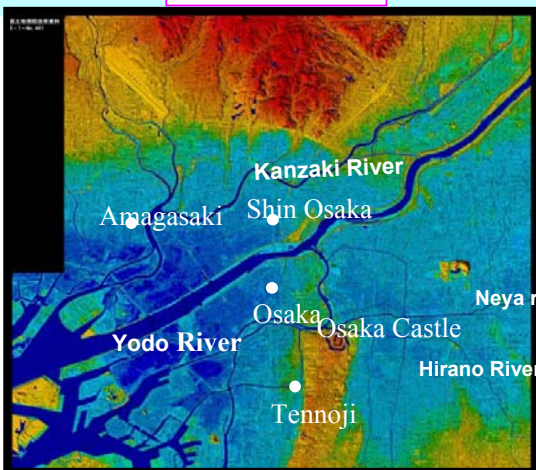 Kanzaki River
Amagasaki
Shin Osaka
Neya r
Osaka
Osaka Castle
Yodo River
Hirano River
Tennoji